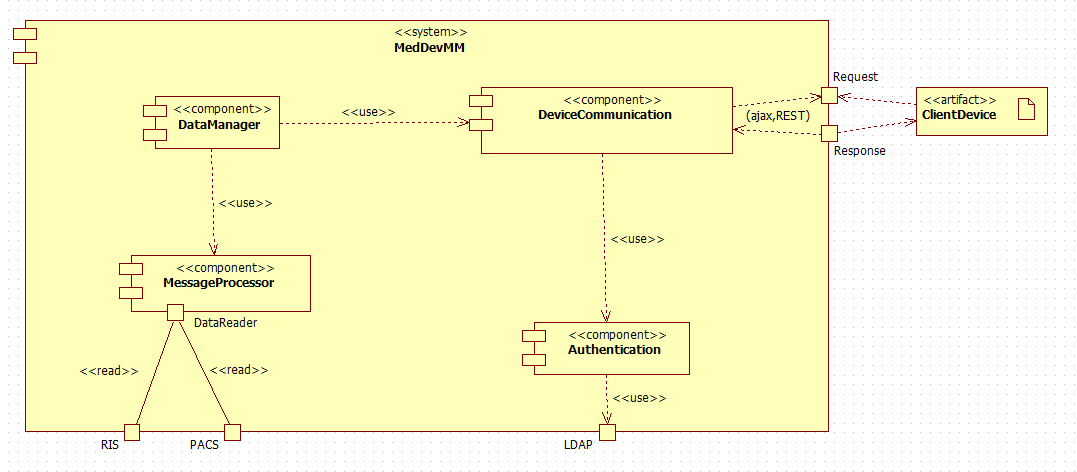 <<system>>
MedDevMM
Request
<<component>>
DataManager
<<use>>
<<component>>
DeviceCommunication
(ajax,REST)
<<artifact>>
ClientDevice
Response
<<use>>
<<use>>
<<component>>
MessageProcessor
DataReader
<<component>>
Authentication
<<read>>
<<read>>
<<use>>
RIS
PACS
LDAP